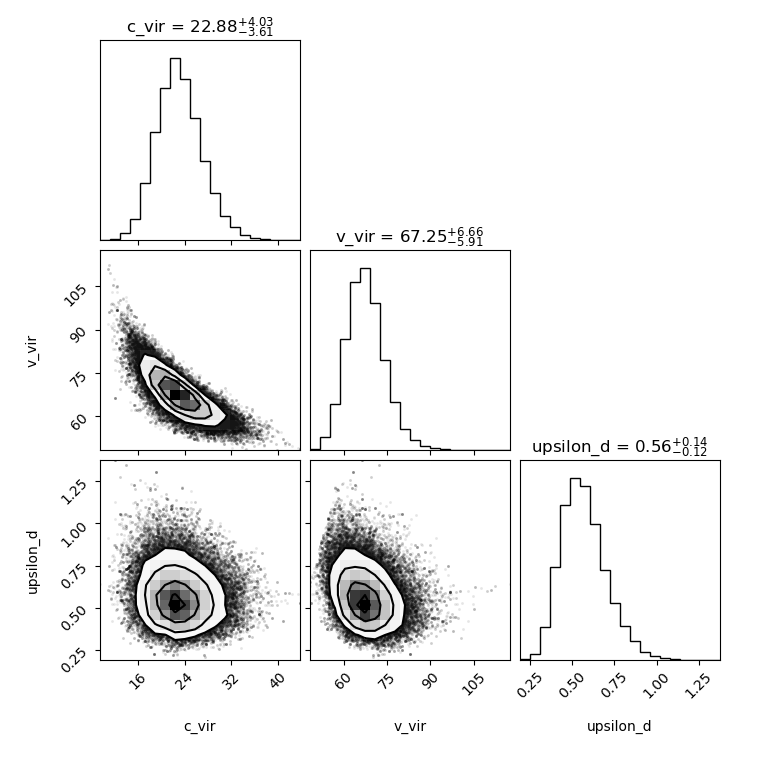 c_vir = 22.88+4.03−3.61
v_vir = 67.25+6.66−5.91
upsilon_d = 0.56+0.14−0.12
v_vir
105
90
75
60
upsilon_d
1.25
1.00
0.75
0.50
0.25
16 24 32 40
60 75 90 105
0.25 0.50 0.75 1.00 1.25
c_vir
v_vir
upsilon_d